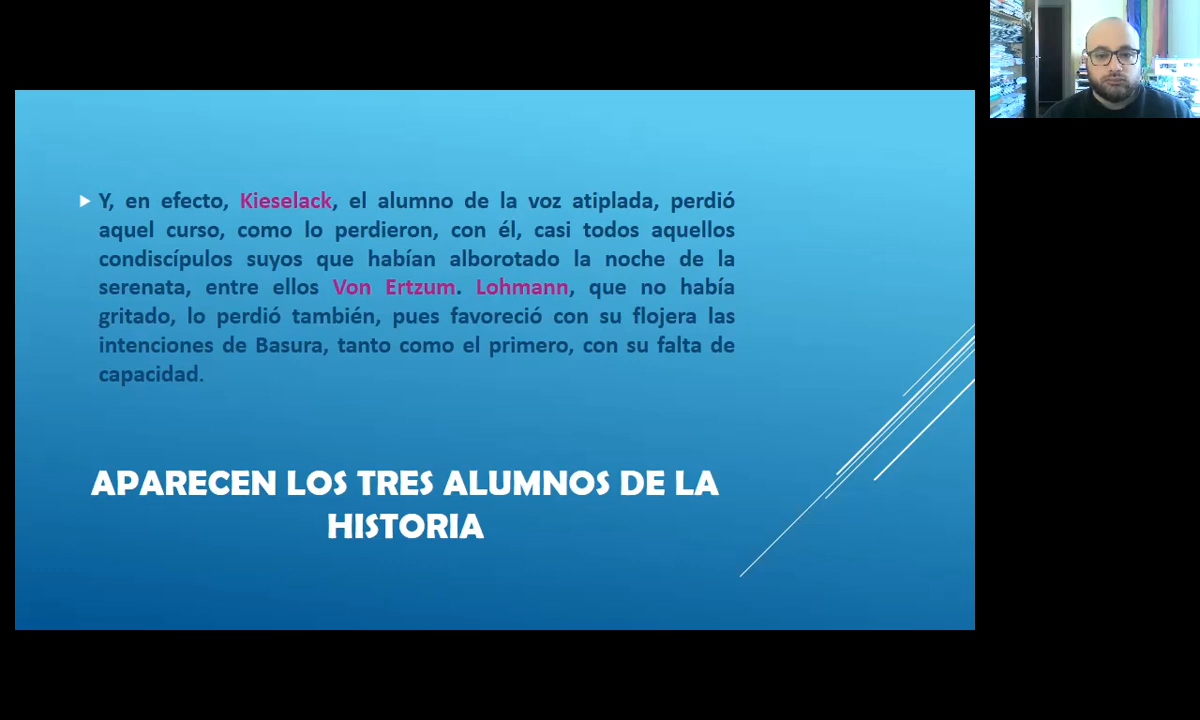 Y, en efecto, Kieselack, el alumno de la voz atiplada, perdió
aquel curso, como lo perdieron, con él, casi todos aquellos
condiscípulos suyos que habían alborotado la noche de la
serenata, entre ellos Von Ertzum. Lohmann, que no había
gritado, lo perdió también, pues favoreció con su flojera las
intenciones de Basura, tanto como el primero, con su falta de
capacidad.
APARECEN LOS TRES ALUMNOS DE LA
HISTORIA